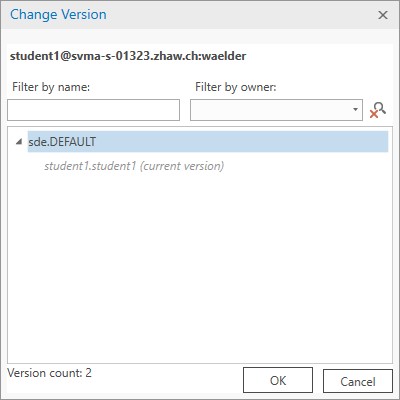 Change Version
student1@svma-s-01323.zhaw.ch:waelder
Filter by name: Filter by owner:
sde.DEFAULT
student1.student1 (current version)
Version count: 2
OK Cancel